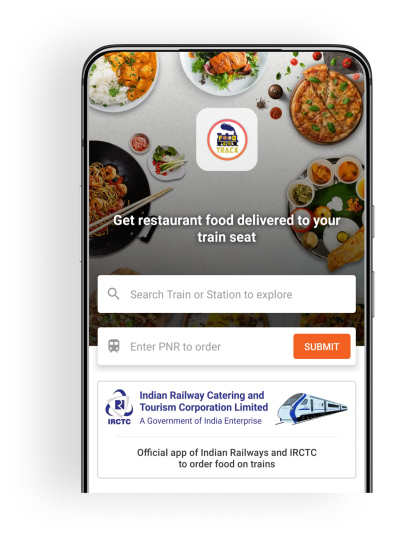 FOOD
ON
TRACK
Get restaurant food delivered to your
train seat
Search Train or Station to explore
Enter PNR to order
SUBMIT
Indian Railway Catering and
Tourism Corporation Limited
IRCTC
A Government of India Enterprise
Official app of Indian Railways and IRCTC
to order food on trains